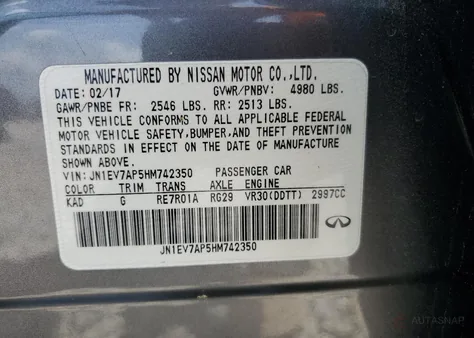 MANUFACTURED BY NISSAN MOTOR CO.,LTD.
DATE: 02/17 GVWR/PNBV: 4980 LBS.
GAWR/PNBE FR: 2546 LBS. RR: 2513 LBS.
THIS VEHICLE CONFORMS TO ALL APPLICABLE FEDERAL
MOTOR VEHICLE SAFETY,BUMPER,AND THEFT PREVENTION
STANDARDS IN EFFECT ON THE DATE OF MANUFACTURE
SHOWN ABOVE.
VIN: JN1EV7AP5HM742350 PASSENGER CAR
COLOR TRIM TRANS AXLE ENGINE
KAD G RE7R01A RG29 VR30(DDTT) 2997CC
JN1EV7AP5HM742350
AUTASNAP